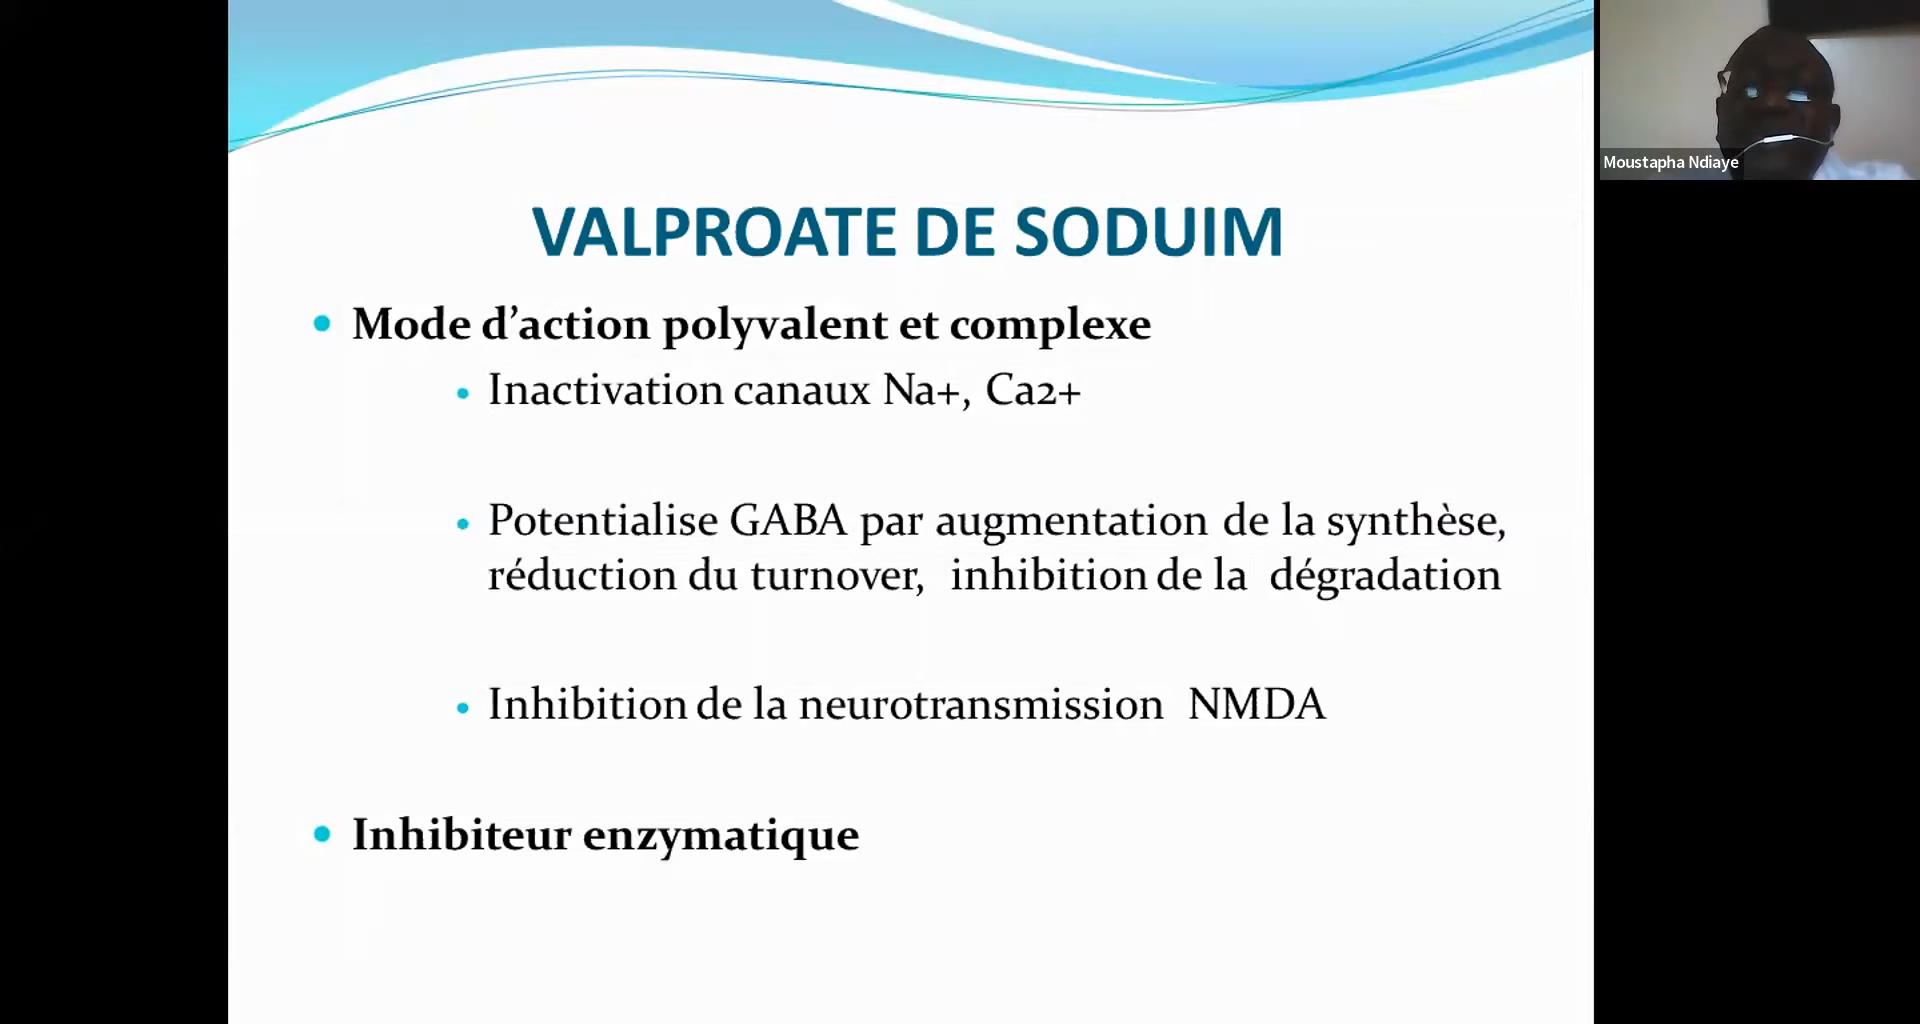 VALPROATE DE SODUIM
• Mode d’action polyvalent et complexe
• Inactivation canaux Na+, Ca2+
• Potentialise GABA par augmentation de la synthèse,
réduction du turnover, inhibition de la dégradation
• Inhibition de la neurotransmission NMDA
• Inhibiteur enzymatique
Moustapha Ndiaye